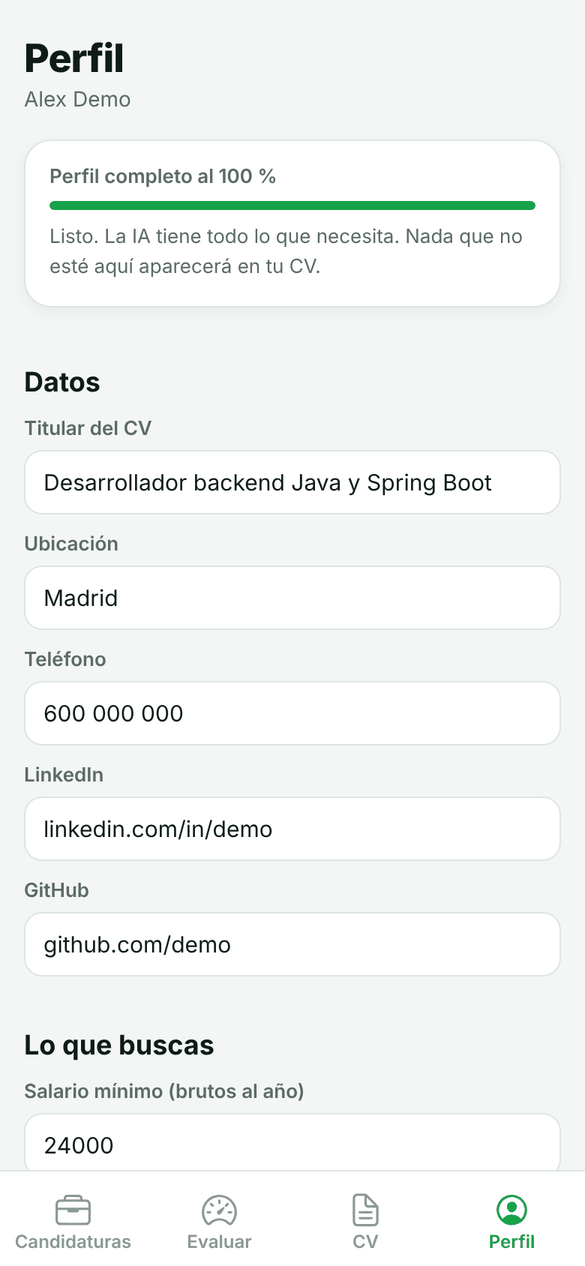 Perfil
Alex Demo
Perfil completo al 100 %
Listo. La IA tiene todo lo que necesita. Nada que no
esté aquí aparecerá en tu CV.
Datos
Titular del CV
Desarrollador backend Java y Spring Boot
Ubicación
Madrid
Teléfono
600 000 000
LinkedIn
linkedin.com/in/demo
GitHub
github.com/demo
Lo que buscas
Salario mínimo (brutos al año)
24000
Candidaturas
Evaluar
CV
Perfil